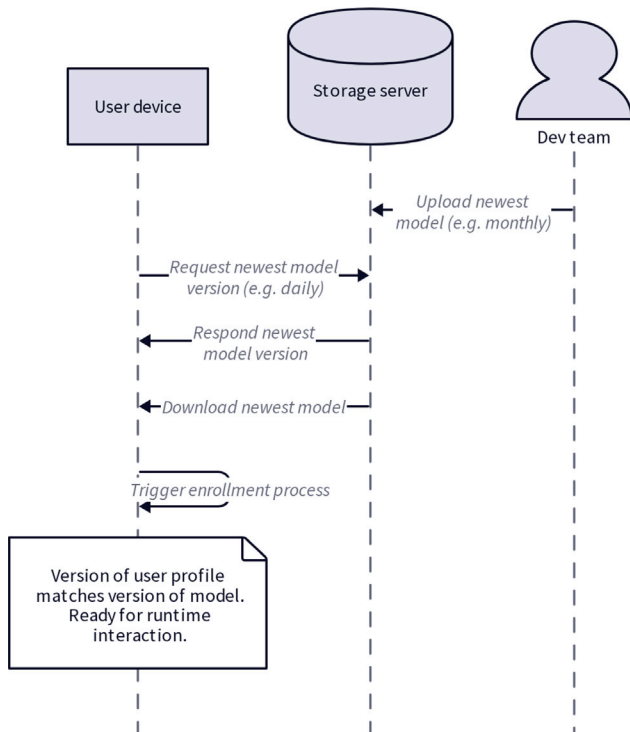 User device
Storage server
Dev team
Upload newest
model (e.g. monthly)
Request newest model
version (e.g. daily)
Respond newest
model version
Download newest model
Trigger enrollment process
Version of user profile
matches version of model.
Ready for runtime
interaction.